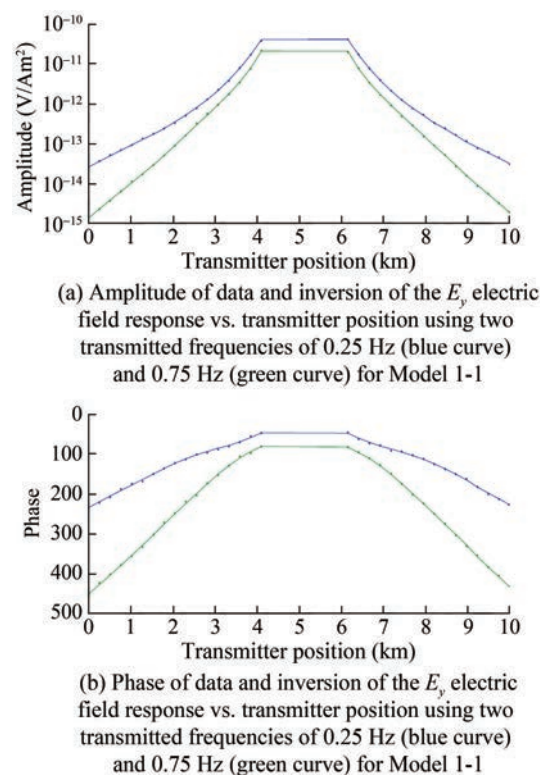 10⁻¹⁰
10⁻¹¹
10⁻¹²
10⁻¹³
10⁻¹⁴
10⁻¹⁵
Amplitude (V/Am²)
0 1 2 3 4 5 6 7 8 9 10
Transmitter position (km)
(a) Amplitude of data and inversion of the Ey electric
field response vs. transmitter position using two
transmitted frequencies of 0.25 Hz (blue curve)
and 0.75 Hz (green curve) for Model 1-1
0
100
200
300
400
500
Phase
0 1 2 3 4 5 6 7 8 9 10
Transmitter position (km)
(b) Phase of data and inversion of the Ey electric
field response vs. transmitter position using two
transmitted frequencies of 0.25 Hz (blue curve)
and 0.75 Hz (green curve) for Model 1-1